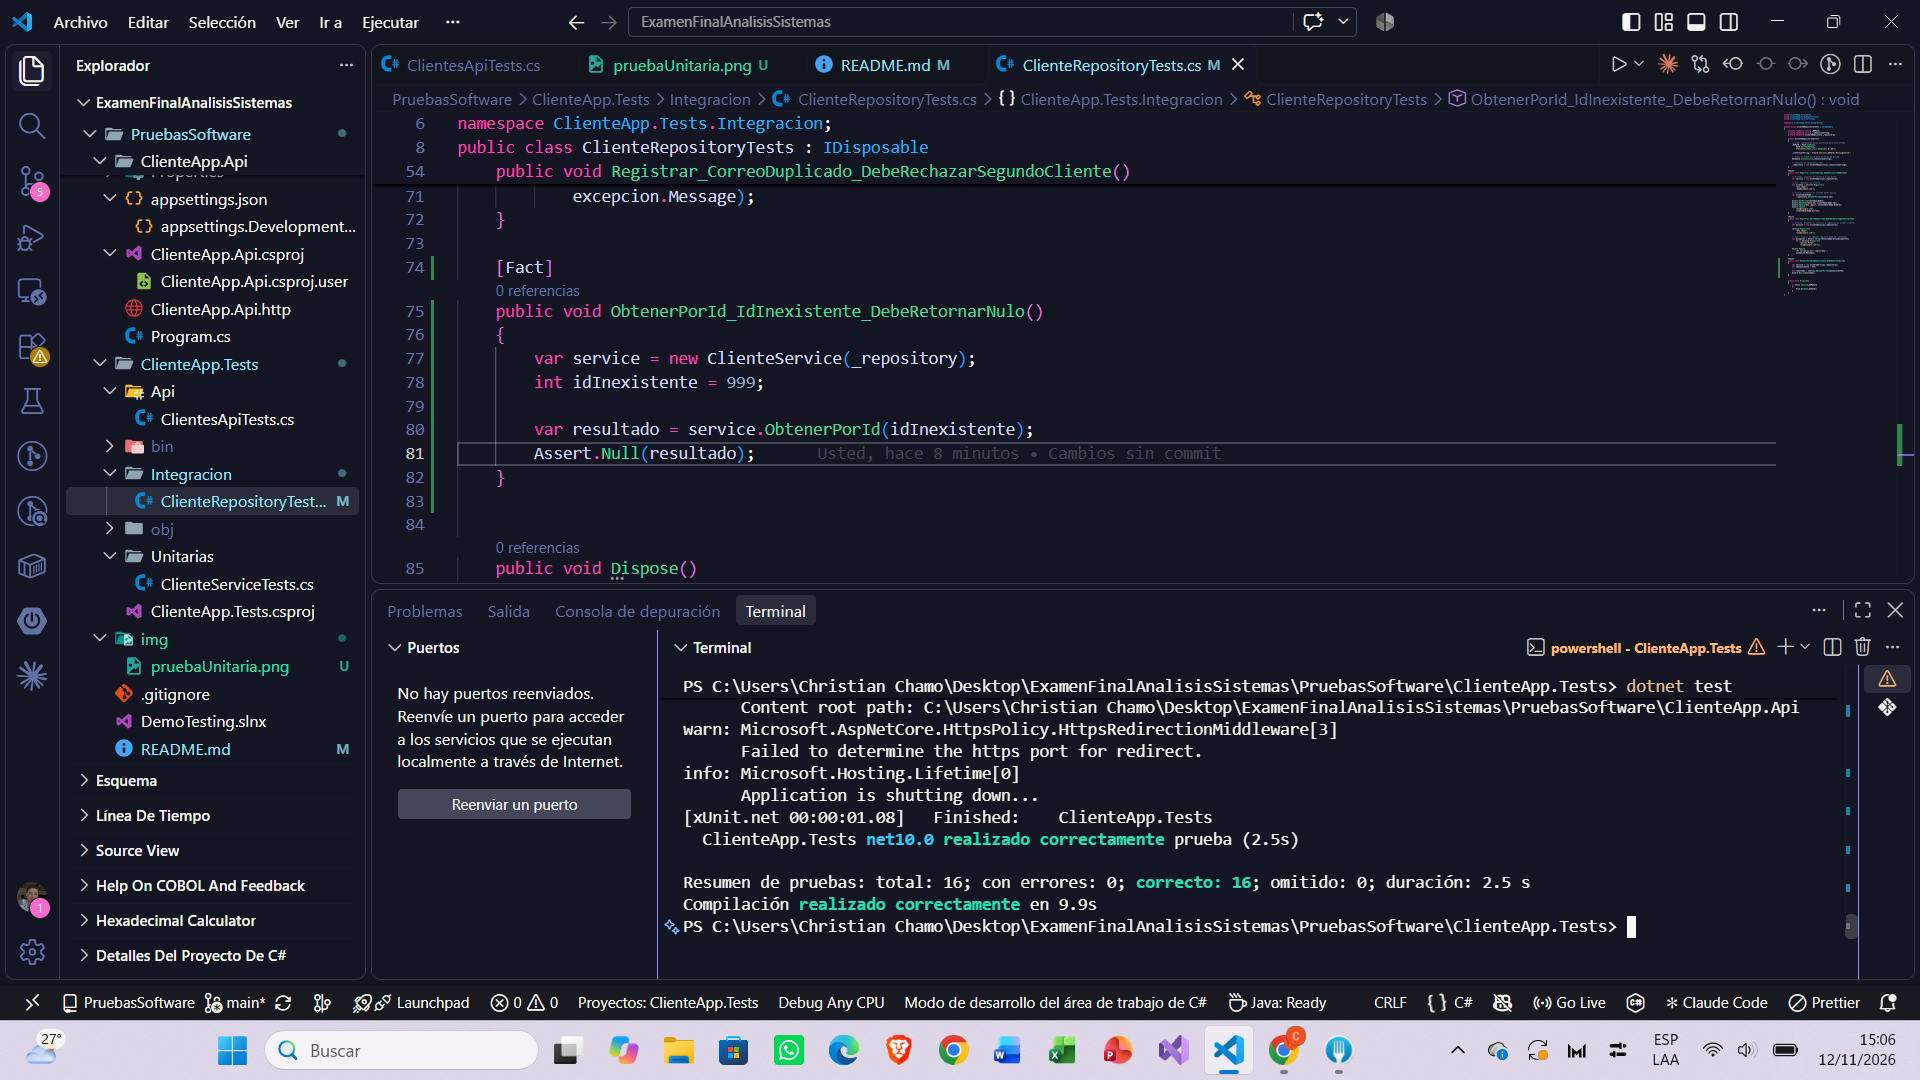 Archivo Editar Selección Ver Ir a Ejecutar ···
ExamenFinalAnalisisSistemas
Explorador
ExamenFinalAnalisisSistemas
PruebasSoftware
ClienteApp.Api
appsettings.json
appsettings.Development...
ClienteApp.Api.csproj
ClienteApp.Api.csproj.user
ClienteApp.Api.http
Program.cs
ClienteApp.Tests
Api
ClientesApiTests.cs
bin
Integracion
ClienteRepositoryTest... M
obj
Unitarias
ClienteServiceTests.cs
ClienteApp.Tests.csproj
img
pruebaUnitaria.png U
.gitignore
DemoTesting.slnx
README.md M
Esquema
Línea De Tiempo
Source View
Help On COBOL And Feedback
Hexadecimal Calculator
Detalles Del Proyecto De C#
5
1
ClientesApiTests.cs pruebaUnitaria.png U README.md M ClienteRepositoryTests.cs M
PruebasSoftware > ClienteApp.Tests > Integracion > ClienteRepositoryTests.cs > {} ClienteApp.Tests.Integracion > ClienteRepositoryTests > ObtenerPorId_IdInexistente_DebeRetornarNulo() : void
6 namespace ClienteApp.Tests.Integracion;
8 public class ClienteRepositoryTests : IDisposable
54 public void Registrar_CorreoDuplicado_DebeRechazarSegundoCliente()
71 excepcion.Message);
72 }
73
74 [Fact]
0 referencias
75 public void ObtenerPorId_IdInexistente_DebeRetornarNulo()
76 {
77 var service = new ClienteService(_repository);
78 int idInexistente = 999;
79
80 var resultado = service.ObtenerPorId(idInexistente);
81 Assert.Null(resultado); Usted, hace 8 minutos • Cambios sin commit
82 }
83
84
0 referencias
85 public void Dispose()
Problemas Salida Consola de depuración Terminal
Puertos
No hay puertos reenviados.
Reenvíe un puerto para acceder
a los servicios que se ejecutan
localmente a través de Internet.
Reenviar un puerto
Terminal
powershell - ClienteApp.Tests
PS C:\Users\Christian Chamo\Desktop\ExamenFinalAnalisisSistemas\PruebasSoftware\ClienteApp.Tests> dotnet test
Content root path: C:\Users\Christian Chamo\Desktop\ExamenFinalAnalisisSistemas\PruebasSoftware\ClienteApp.Api
warn: Microsoft.AspNetCore.HttpsPolicy.HttpsRedirectionMiddleware[3]
Failed to determine the https port for redirect.
info: Microsoft.Hosting.Lifetime[0]
Application is shutting down...
[xUnit.net 00:00:01.08] Finished: ClienteApp.Tests
ClienteApp.Tests net10.0 realizado correctamente prueba (2.5s)
Resumen de pruebas: total: 16; con errores: 0; correcto: 16; omitido: 0; duración: 2.5 s
Compilación realizado correctamente en 9.9s
PS C:\Users\Christian Chamo\Desktop\ExamenFinalAnalisisSistemas\PruebasSoftware\ClienteApp.Tests>
PruebasSoftware main* Launchpad 0 0 Proyectos: ClienteApp.Tests Debug Any CPU Modo de desarrollo del área de trabajo de C# Java: Ready CRLF {} C# Go Live Claude Code Prettier
27°
Buscar
ESP
LAA
15:06
12/11/2026